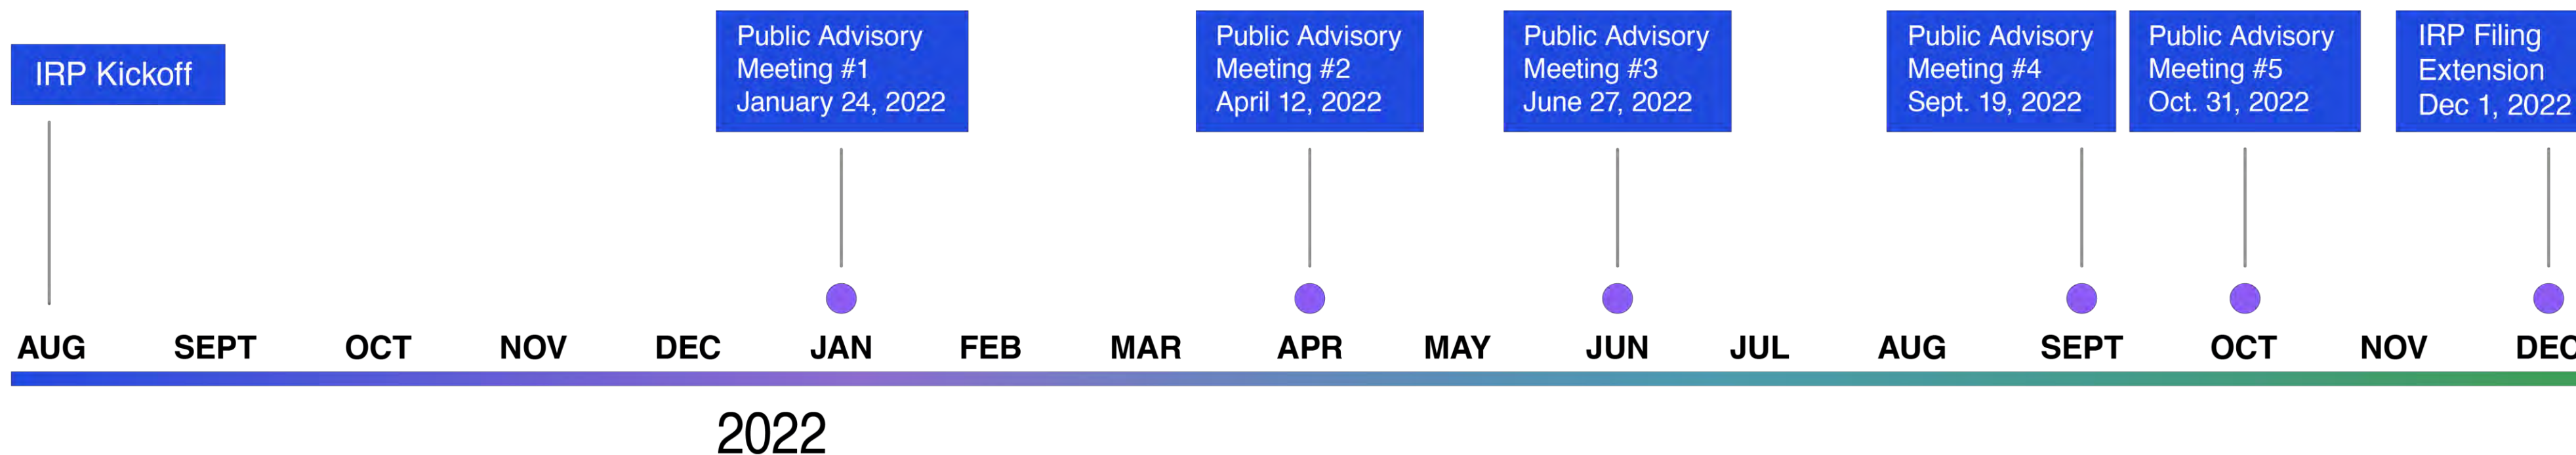 IRP Kickoff
Public Advisory
Meeting #1
January 24, 2022
Public Advisory
Meeting #2
April 12, 2022
Public Advisory
Meeting #3
June 27, 2022
Public Advisory
Meeting #4
Sept. 19, 2022
Public Advisory
Meeting #5
Oct. 31, 2022
IRP Filing
Extension
Dec 1, 2022
AUG SEPT OCT NOV DEC JAN FEB MAR APR MAY JUN JUL AUG SEPT OCT NOV DEC
2022